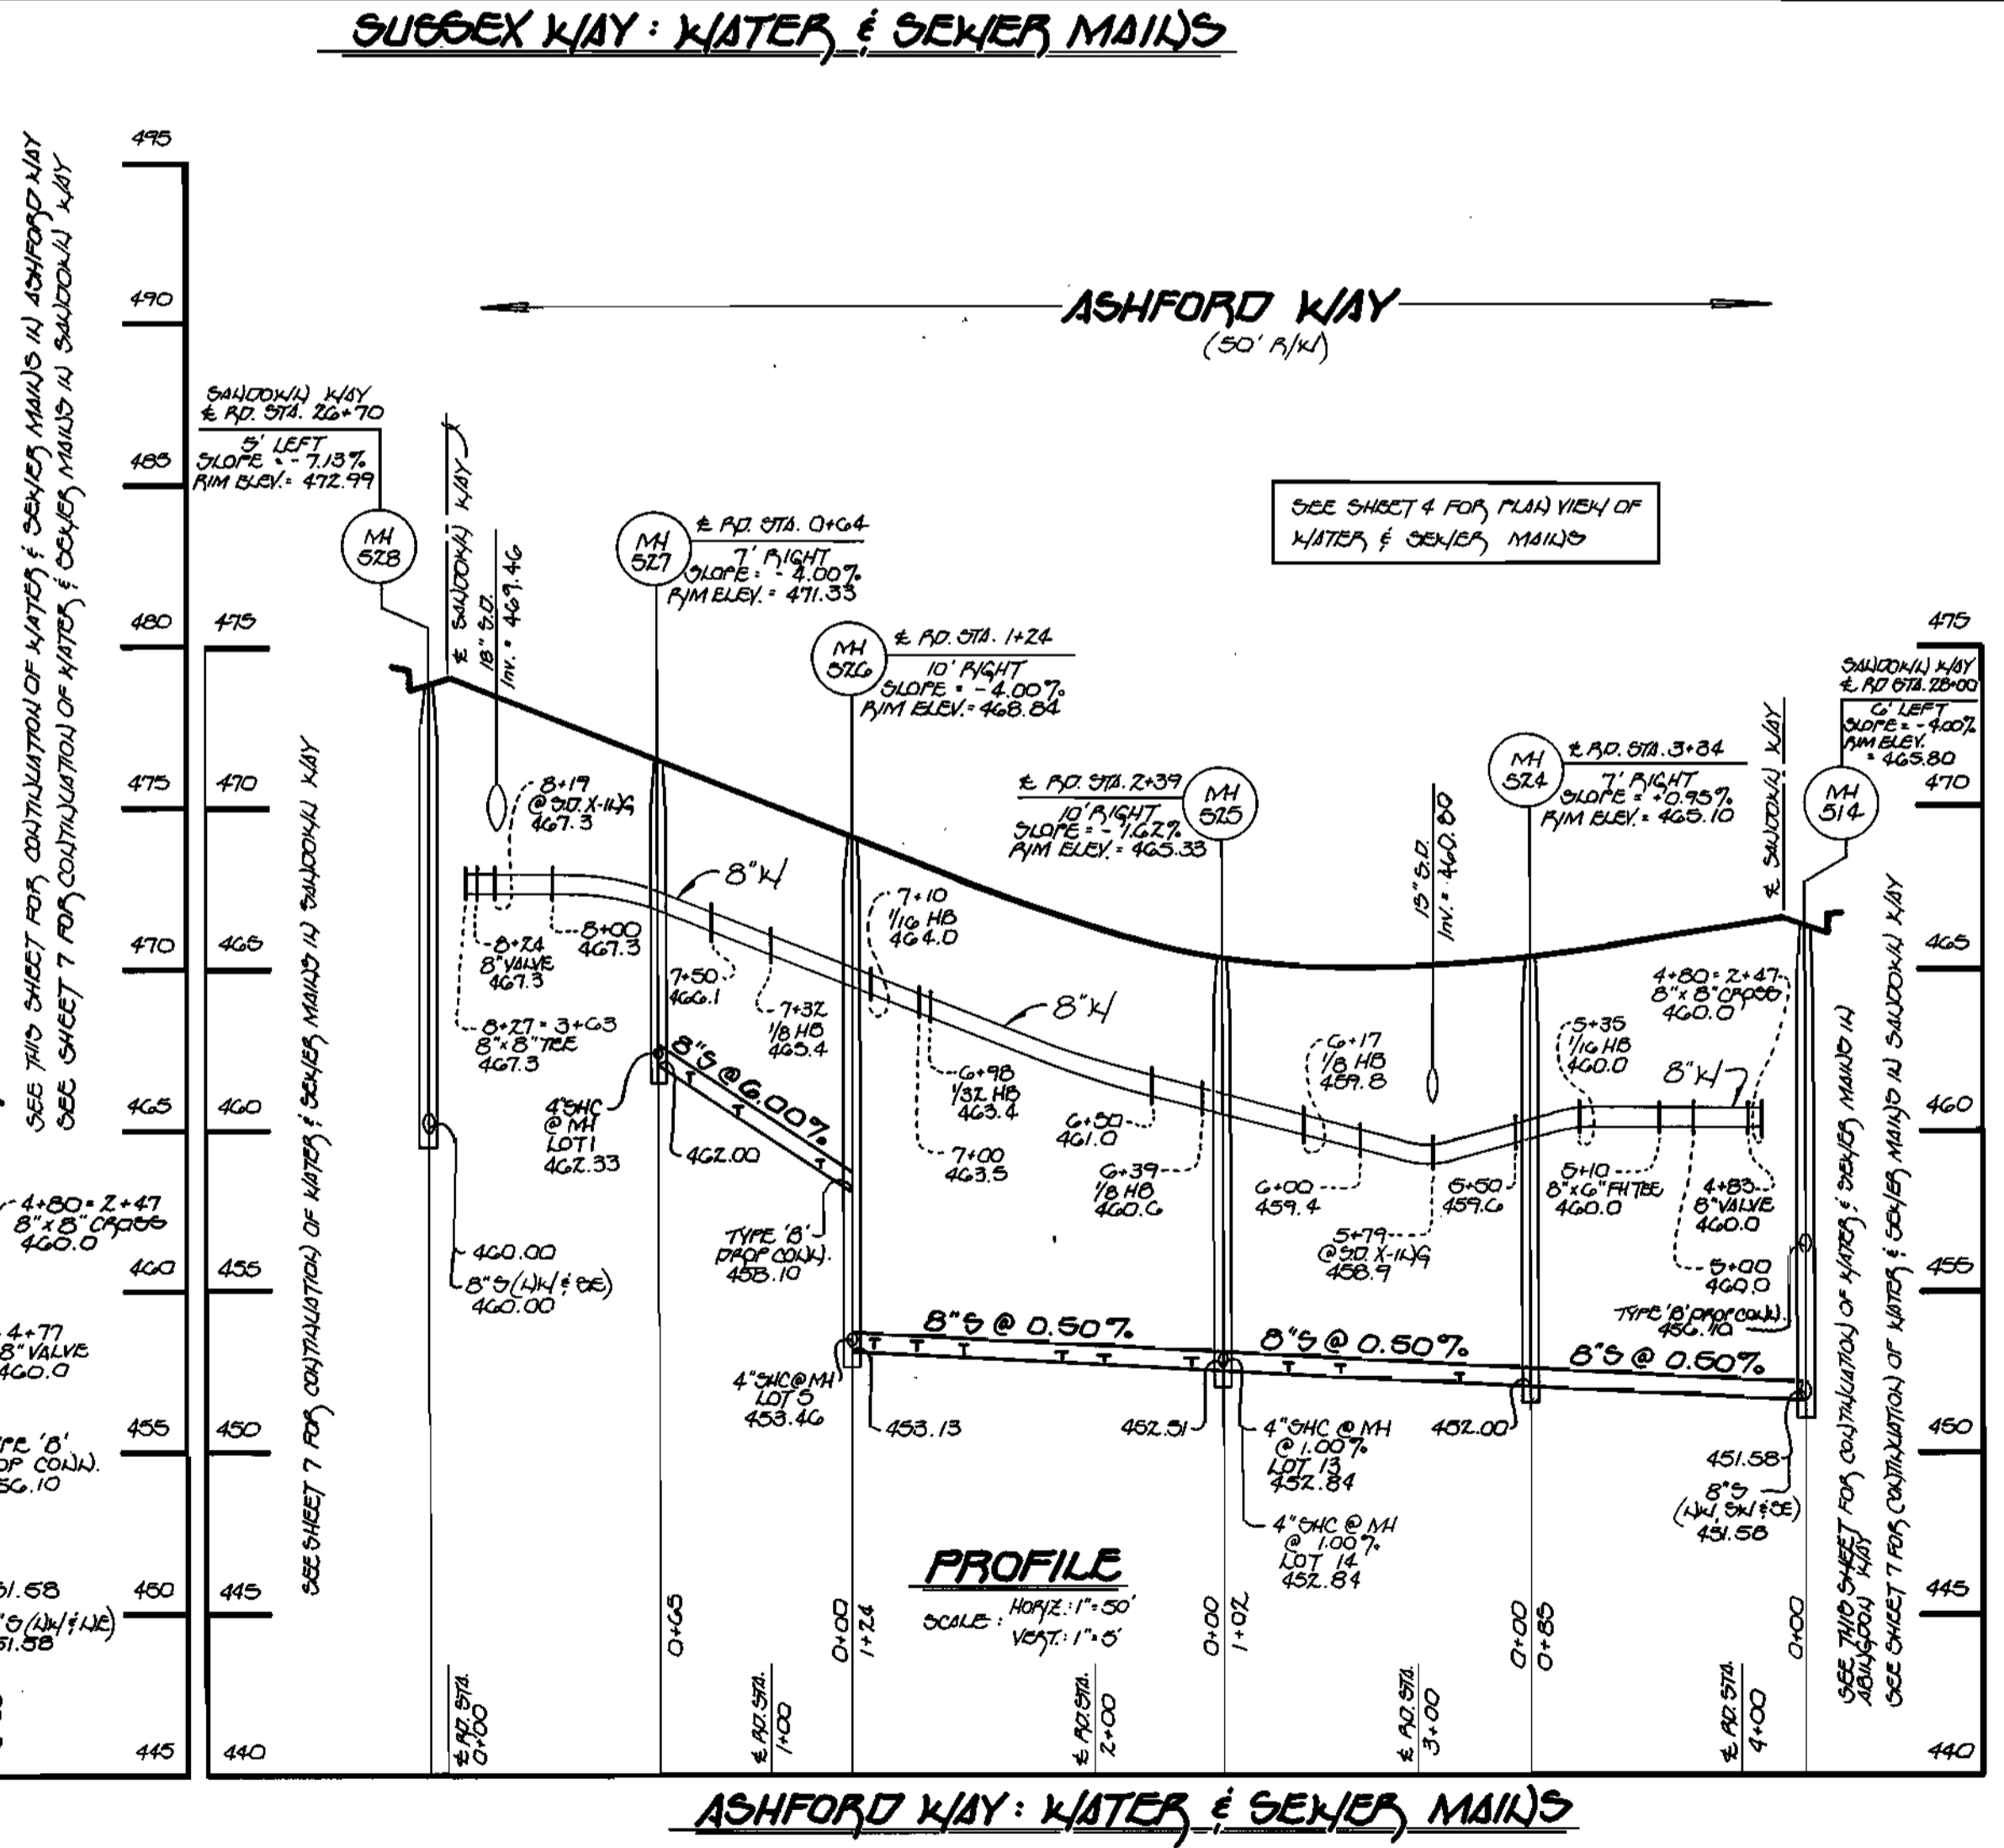 SUSSEX WAY: WATER & SEWER MAINS
SEE THIS SHEET FOR CONTINUATION OF WATER & SEWER MAINS IN ASHFORD WAY
SEE SHEET 7 FOR CONTINUATION OF WATER & SEWER MAINS IN SANDOWN WAY
495
490
485
480
475
470
465
460
455
450
445
4+80=2+47
8"x8" CROSS
460.0
4+77
8" VALVE
460.0
'B'
CONN.
6.10
1.58
"S (NW & NE)
51.58
475
470
465
460
455
450
445
440
SEE SHEET 7 FOR CONTINUATION OF WATER & SEWER MAINS IN SANDOWN WAY
ASHFORD WAY
(50' R/W)
SANDOWN WAY
℄ RD. STA. 26+70
5' LEFT
SLOPE = -7.13%
RIM ELEV.= 472.99
MH
528
℄ SANDOWN WAY
18" S.D.
Inv.= 469.46
MH
527
℄ RD. STA. 0+64
7' RIGHT
SLOPE= -4.00%
RIM ELEV.= 471.33
MH
526
℄ RD. STA. 1+24
10' RIGHT
SLOPE = -4.00%
RIM ELEV.= 468.84
SEE SHEET 4 FOR PLAN VIEW OF
WATER & SEWER MAINS
℄ RD. STA. 2+39
10' RIGHT
SLOPE= -1.62%
RIM ELEV.= 465.33
MH
525
Inv.= 460.80
MH
524
℄ RD. STA. 3+34
7' RIGHT
SLOPE = +0.95%
RIM ELEV.= 465.10
℄ SANDOWN WAY
SANDOWN WAY
℄ RD STA. 28+00
6' LEFT
SLOPE= -4.00%
RIM ELEV.
= 465.80
MH
514
8+19
@ S.D. X-ING
467.3
8+24
8" VALVE
467.3
8+00
467.3
8+27=3+63
8"x8" TEE
467.3
8"W
7+50
466.1
7+32
1/8 HB
465.4
7+10
1/16 HB
464.0
6+98
1/32 HB
463.4
7+00
463.5
8"W
6+50
461.0
6+39
1/8 HB
460.6
6+17
1/8 HB
459.8
6+00
459.4
5+79
@ S.D. X-ING
458.9
5+50
459.6
5+35
1/16 HB
460.0
5+10
8"x6" FH TEE
460.0
8"W
4+80=2+47
8"x8" CROSS
460.0
4+83
8" VALVE
460.0
5+00
460.0
8"S @ 6.00%
4" SHC
@ MH
LOT 1
462.33
462.00
TYPE 'B'
DROP CONN.
458.10
460.00
8"S (NW & SE)
460.00
8"S @ 0.50%
8"S @ 0.50%
8"S @ 0.50%
TYPE 'B' DROP CONN.
456.10
4" SHC @ MH
LOT 5
453.46
453.13
452.51
4" SHC @ MH
@ 1.00%
LOT 13
452.84
4" SHC @ MH
@ 1.00%
LOT 14
452.84
452.00
451.58
8"S
(NW, SW & SE)
451.58
PROFILE
SCALE: HORIZ.: 1"=50'
VERT.: 1"=5'
0+65
0+00
1+24
0+00
1+02
0+00
0+85
0+00
℄ RD. STA.
0+00
℄ RD. STA.
1+00
℄ RD. STA.
2+00
℄ RD. STA.
3+00
℄ RD. STA.
4+00
SEE THIS SHEET FOR CONTINUATION OF WATER & SEWER MAINS IN
ABINGDON WAY
SEE SHEET 7 FOR CONTINUATION OF WATER & SEWER MAINS IN SANDOWN WAY
475
470
465
460
455
450
445
440
ASHFORD WAY: WATER & SEWER MAINS